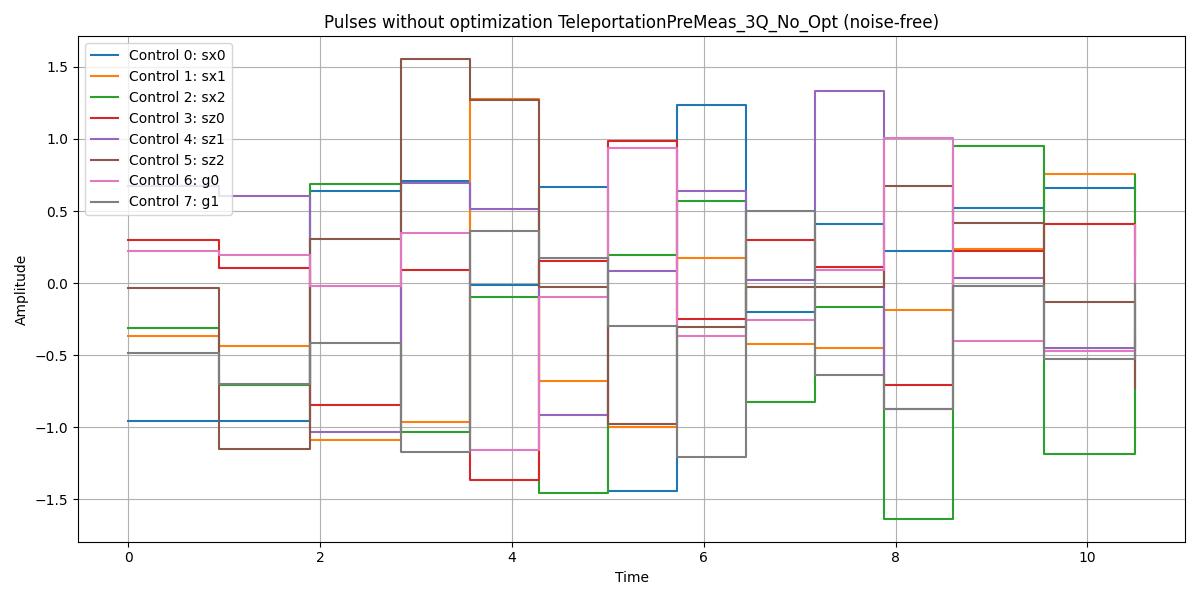 Pulses without optimization TeleportationPreMeas_3Q_No_Opt (noise-free)
Control 0: sx0
Control 1: sx1
Control 2: sx2
Control 3: sz0
Control 4: sz1
Control 5: sz2
Control 6: g0
Control 7: g1
Amplitude
1.5
1.0
0.5
0.0
−0.5
−1.0
−1.5
0 2 4 6 8 10
Time